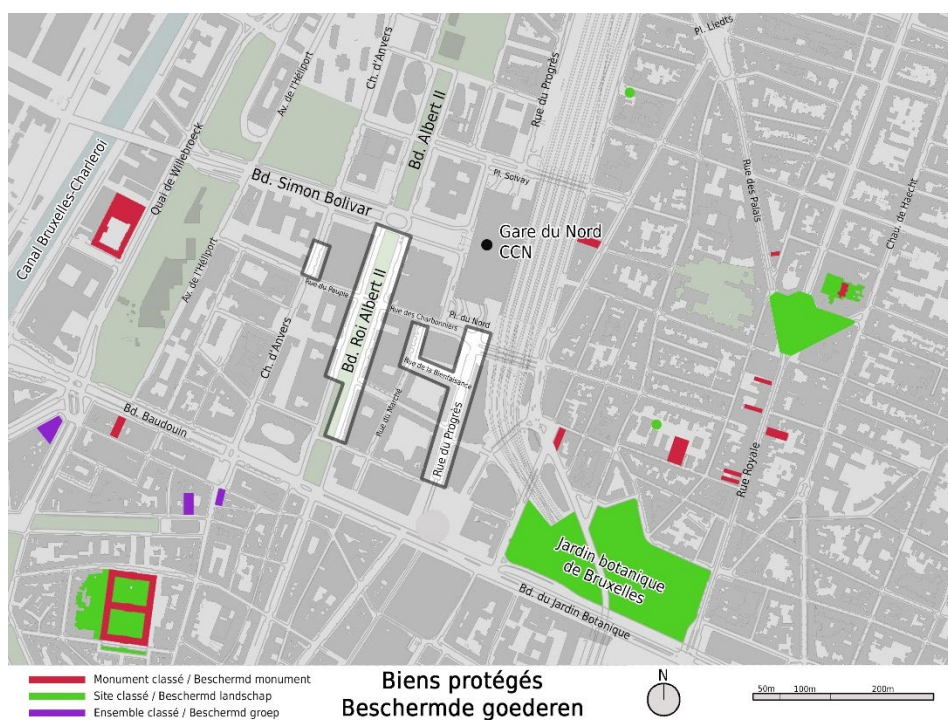 Pl. Liedts
Av. de l'Héliport
Ch. d'Anvers
Rue du Progrès
Bd. Albert II
Quai de Willebroeck
Canal Bruxelles-Charleroi
Bd. Simon Bolivar
Pl. Solvay
Rue des Palais
Chau. de Haecht
Gare du Nord
CCN
Av. de l'Héliport
Rue du Peuple
Bd. Roi Albert II
Rue des Charbonniers
Pl. du Nord
Ch. d'Anvers
Rue de la Bienfaisance
Rue du Marché
Rue du Progrès
Bd. Baudouin
Rue Royale
Jardin botanique
de Bruxelles
Bd. du Jardin Botanique
Monument classé / Beschermd monument
Site classé / Beschermd landschap
Ensemble classé / Beschermd groep
Biens protégés
Beschermde goederen
N
50m 100m 200m